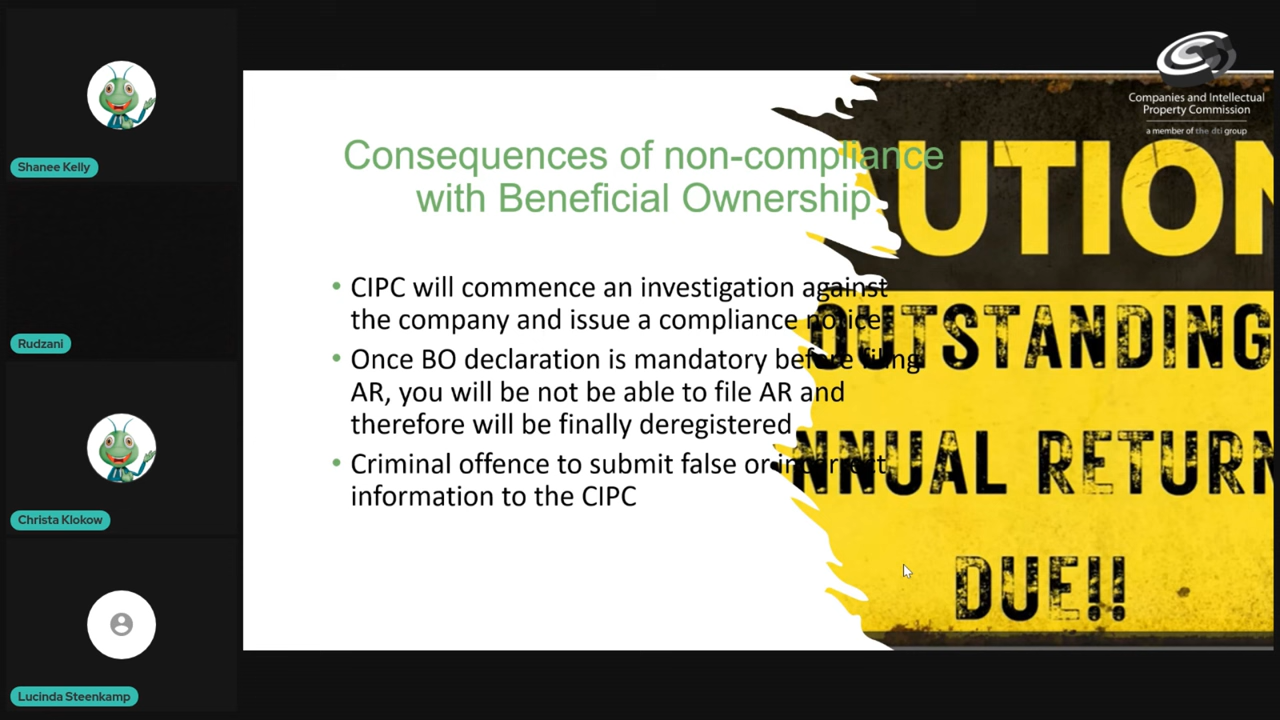 Shanee Kelly
Rudzani
Christa Klokow
Lucinda Steenkamp
Companies and Intellectual
Property Commission
a member of the dti group
Consequences of non-compliance
with Beneficial Ownership
• CIPC will commence an investigation against
the company and issue a compliance notice
• Once BO declaration is mandatory before filing
AR, you will be not be able to file AR and
therefore will be finally deregistered
• Criminal offence to submit false or incorrect
information to the CIPC
AUTION
OUTSTANDING
NNUAL RETURN
DUE!!